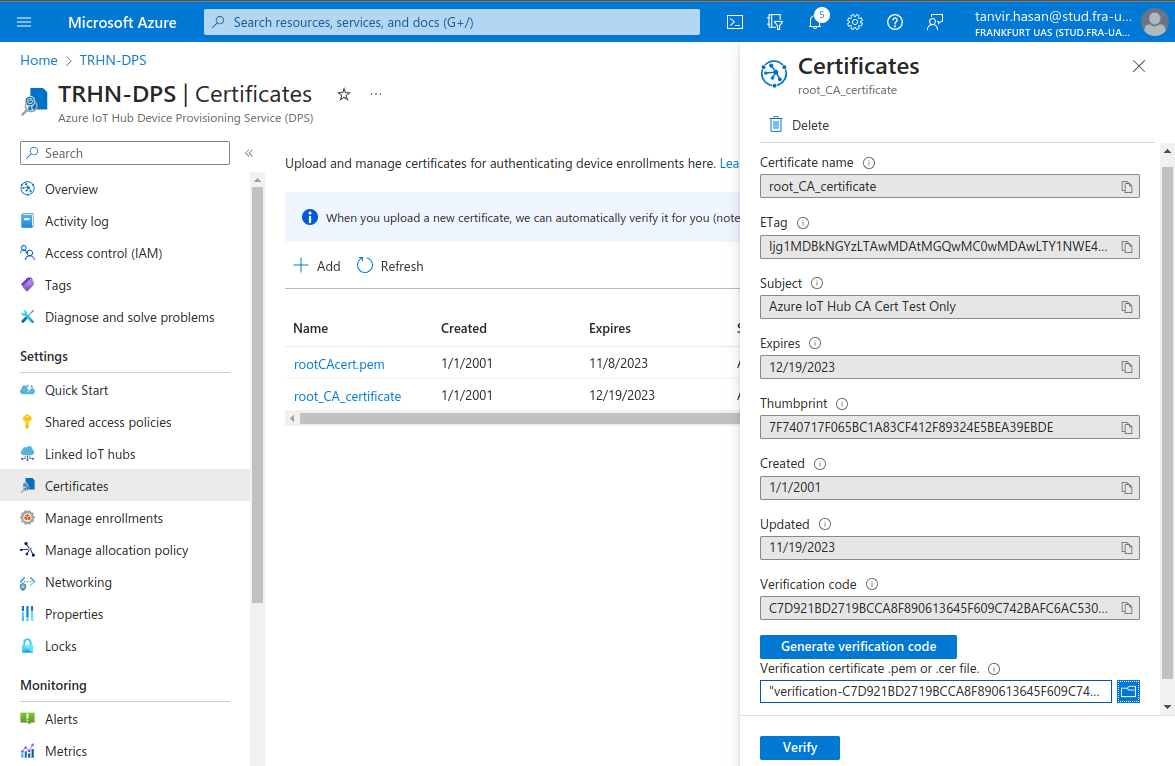 Microsoft Azure
Search resources, services, and docs (G+/)
5
tanvir.hasan@stud.fra-u...
FRANKFURT UAS (STUD.FRA-UA...
Home > TRHN-DPS
TRHN-DPS | Certificates
...
Azure IoT Hub Device Provisioning Service (DPS)
Search
«
Overview
Activity log
Access control (IAM)
Tags
Diagnose and solve problems
Settings
Quick Start
Shared access policies
Linked IoT hubs
Certificates
Manage enrollments
Manage allocation policy
Networking
Properties
Locks
Monitoring
Alerts
Metrics
Upload and manage certificates for authenticating device enrollments here. Lea
When you upload a new certificate, we can automatically verify it for you (note
Add
Refresh
Name Created Expires
rootCAcert.pem 1/1/2001 11/8/2023
root_CA_certificate 1/1/2001 12/19/2023
Certificates
root_CA_certificate
Delete
Certificate name
root_CA_certificate
ETag
Ijg1MDBkNGYzLTAwMDAtMGQwMC0wMDAwLTY1NWE4...
Subject
Azure IoT Hub CA Cert Test Only
Expires
12/19/2023
Thumbprint
7F740717F065BC1A83CF412F89324E5BEA39EBDE
Created
1/1/2001
Updated
11/19/2023
Verification code
C7D921BD2719BCCA8F890613645F609C742BAFC6AC530...
Generate verification code
Verification certificate .pem or .cer file.
"verification-C7D921BD2719BCCA8F890613645F609C74...
Verify